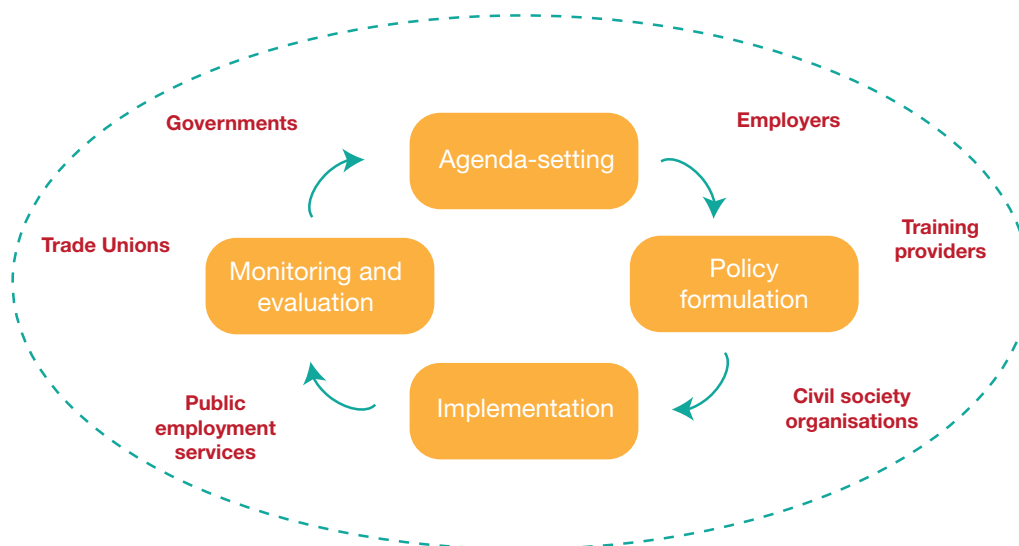 Governments
Employers
Agenda-setting
Trade Unions
Training
providers
Monitoring and
evaluation
Policy
formulation
Implementation
Public
employment
services
Civil society
organisations